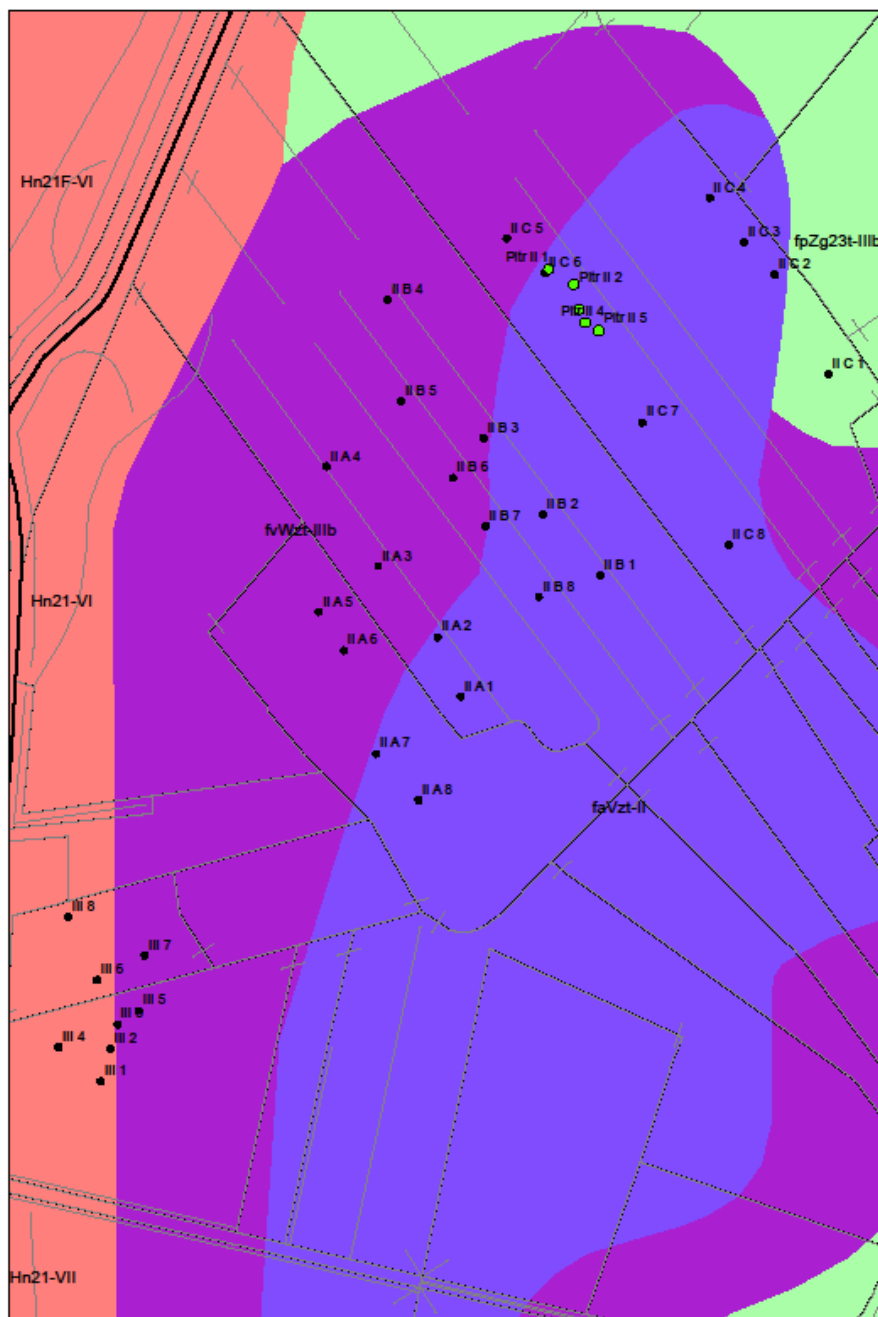 Hn21F-VI
II C 4
II C 5
II C 3
fpZg23t-IIIb
Pltr II 1
II C 6
II C 2
Pltr II 2
II B 4
Pltr II 4
Pltr II 5
II C 1
II B 5
II C 7
II B 3
II A 4
II B 6
II B 2
fvWzt-IIIb
II B 7
II C 8
II A 3
II B 1
II B 8
Hn21-VI
II A 5
II A 2
II A 6
II A 1
II A 7
II A 8
faVzt-II
III 8
III 7
III 6
III 5
III 4
III 2
III 1
Hn21-VII